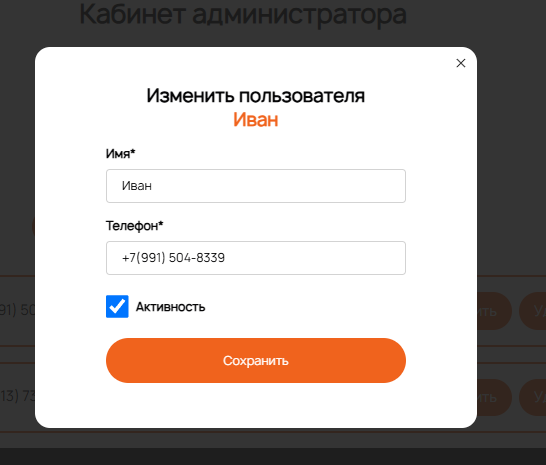 Кабинет администратора
Изменить пользователя
Иван
Имя*
Иван
Телефон*
+7(991) 504-8339
Активность
Сохранить